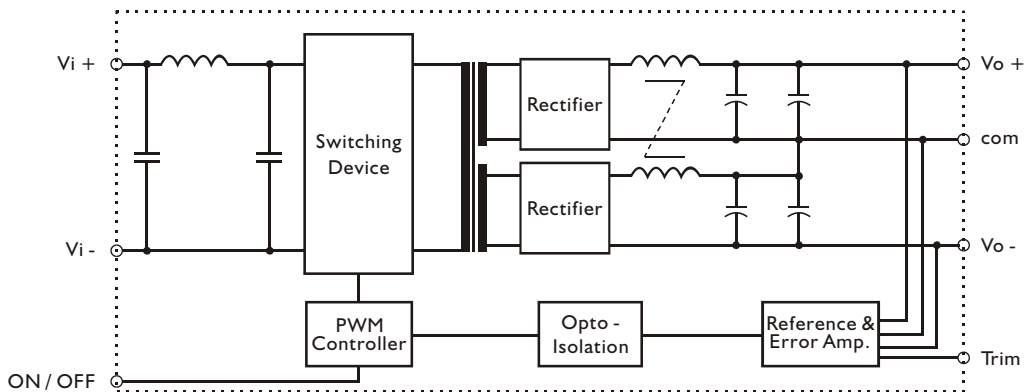 Vi +
Vo +
Switching
Device
Rectifier
com
Rectifier
Vi -
Vo -
PWM
Controller
Opto -
Isolation
Reference &
Error Amp.
Trim
ON / OFF